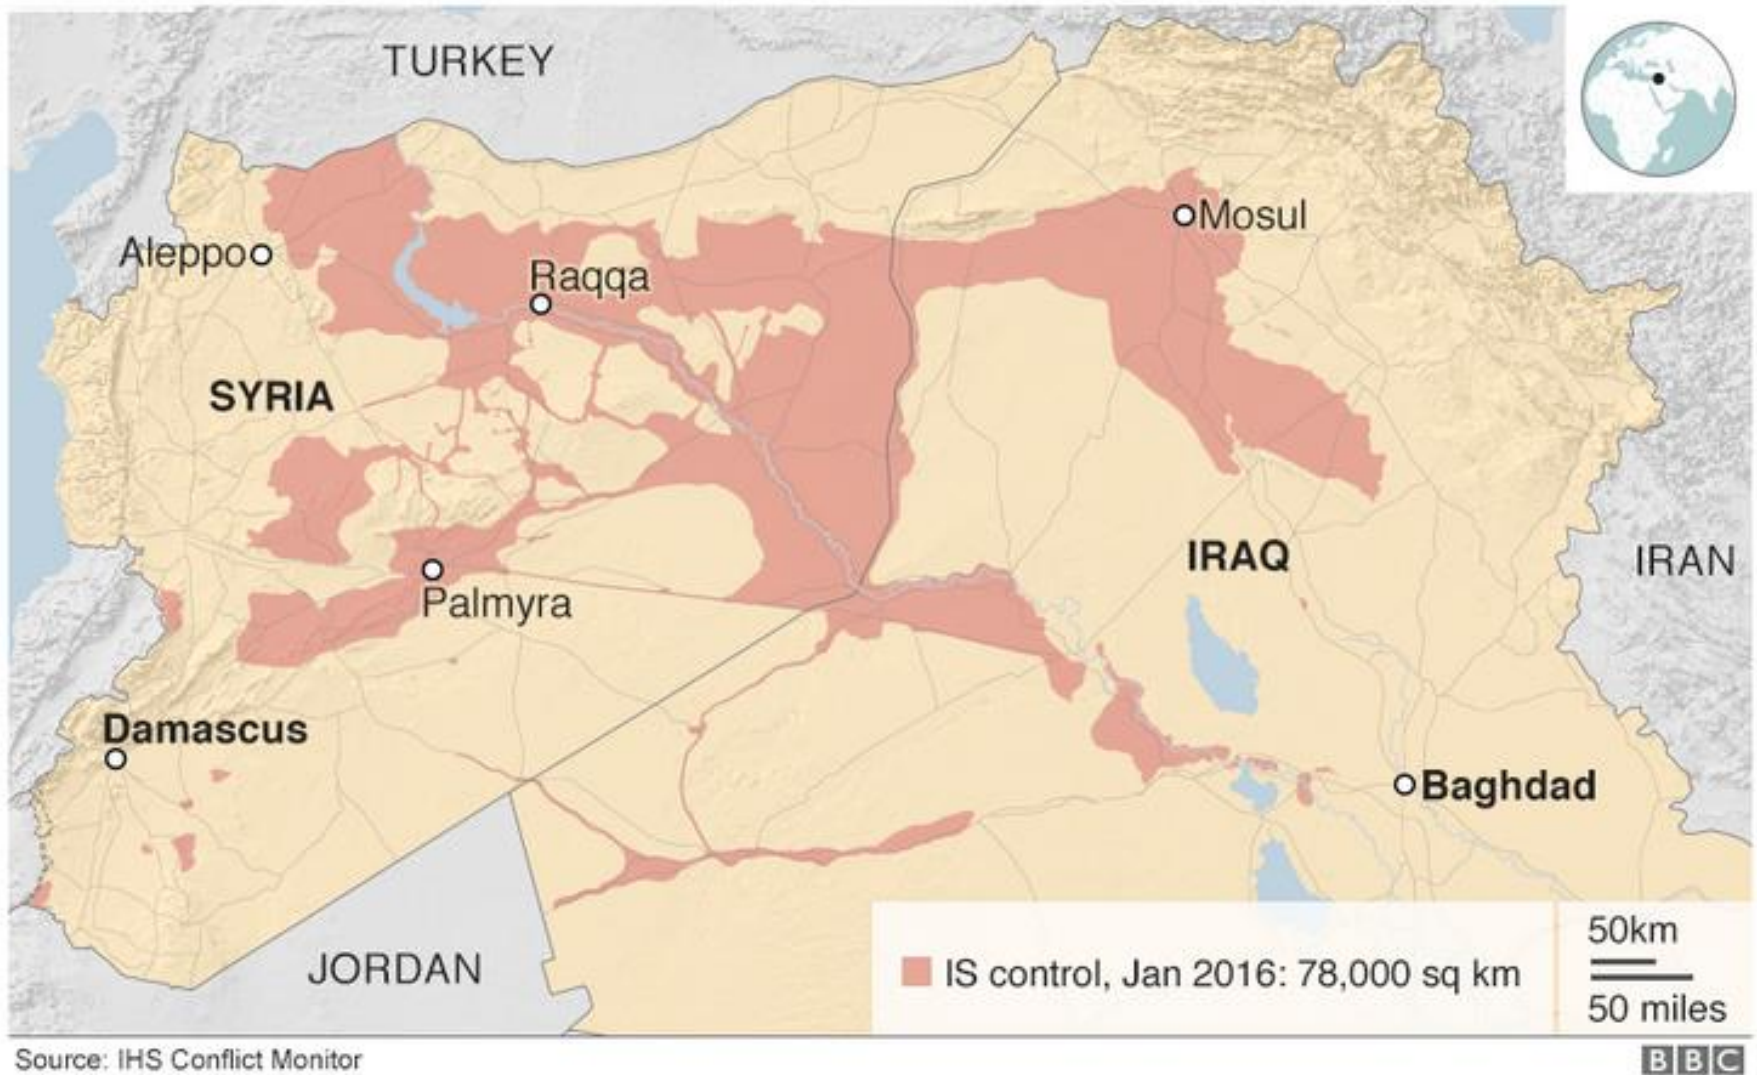 TURKEY
Mosul
Aleppo
Raqqa
SYRIA
IRAQ
IRAN
Palmyra
Damascus
Baghdad
JORDAN
IS control, Jan 2016: 78,000 sq km
50km
50 miles
Source: IHS Conflict Monitor
BBC